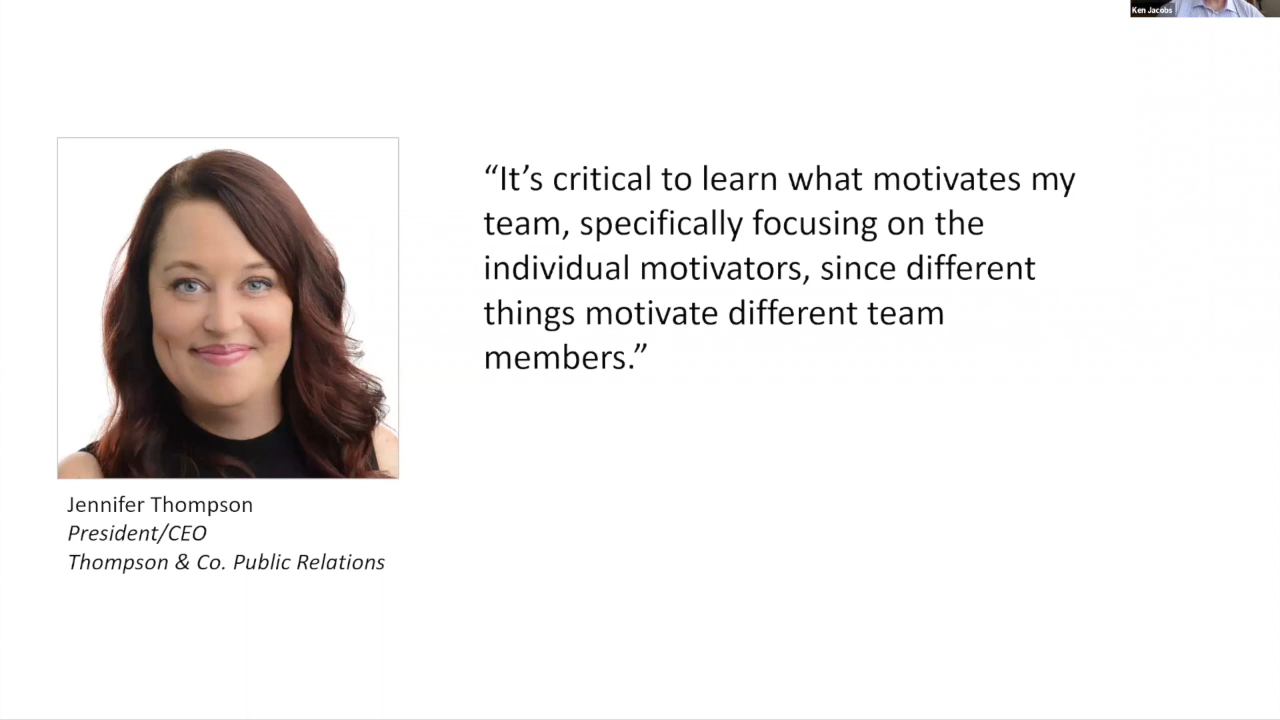 Ken Jacobs
“It’s critical to learn what motivates my
team, specifically focusing on the
individual motivators, since different
things motivate different team
members.”
Jennifer Thompson
President/CEO
Thompson & Co. Public Relations